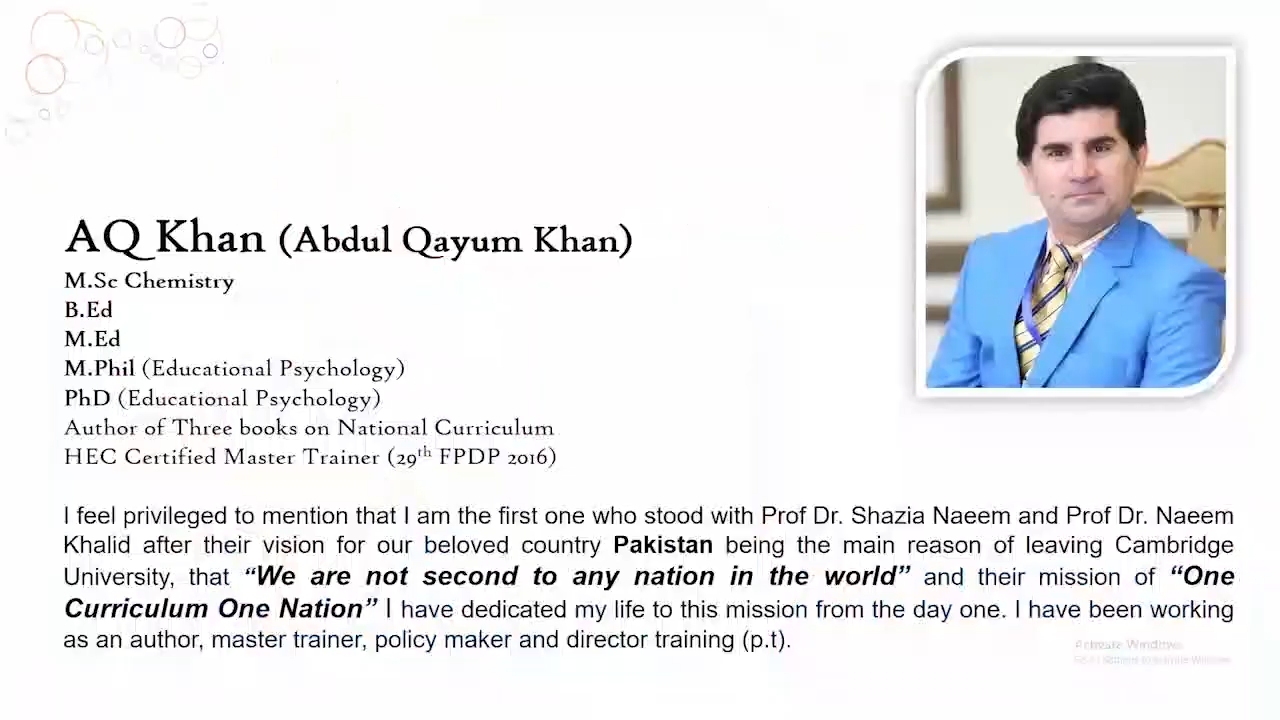 AQ Khan (Abdul Qayum Khan)
M.Sc Chemistry
B.Ed
M.Ed
M.Phil (Educational Psychology)
PhD (Educational Psychology)
Author of Three books on National Curriculum
HEC Certified Master Trainer (29th FPDP 2016)
I feel privileged to mention that I am the first one who stood with Prof Dr. Shazia Naeem and Prof Dr. Naeem
Khalid after their vision for our beloved country Pakistan being the main reason of leaving Cambridge
University, that “We are not second to any nation in the world” and their mission of “One
Curriculum One Nation” I have dedicated my life to this mission from the day one. I have been working
as an author, master trainer, policy maker and director training (p.t).
Activate Windows